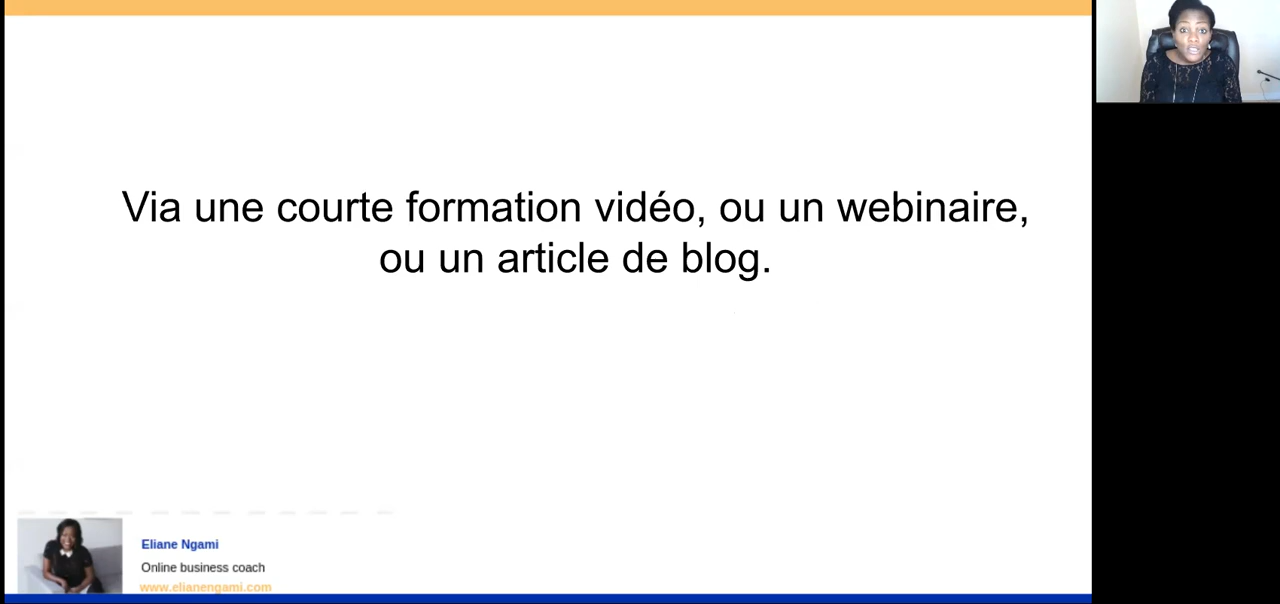 Via une courte formation vidéo, ou un webinaire,
ou un article de blog.
Eliane Ngami
Online business coach
www.elianengami.com